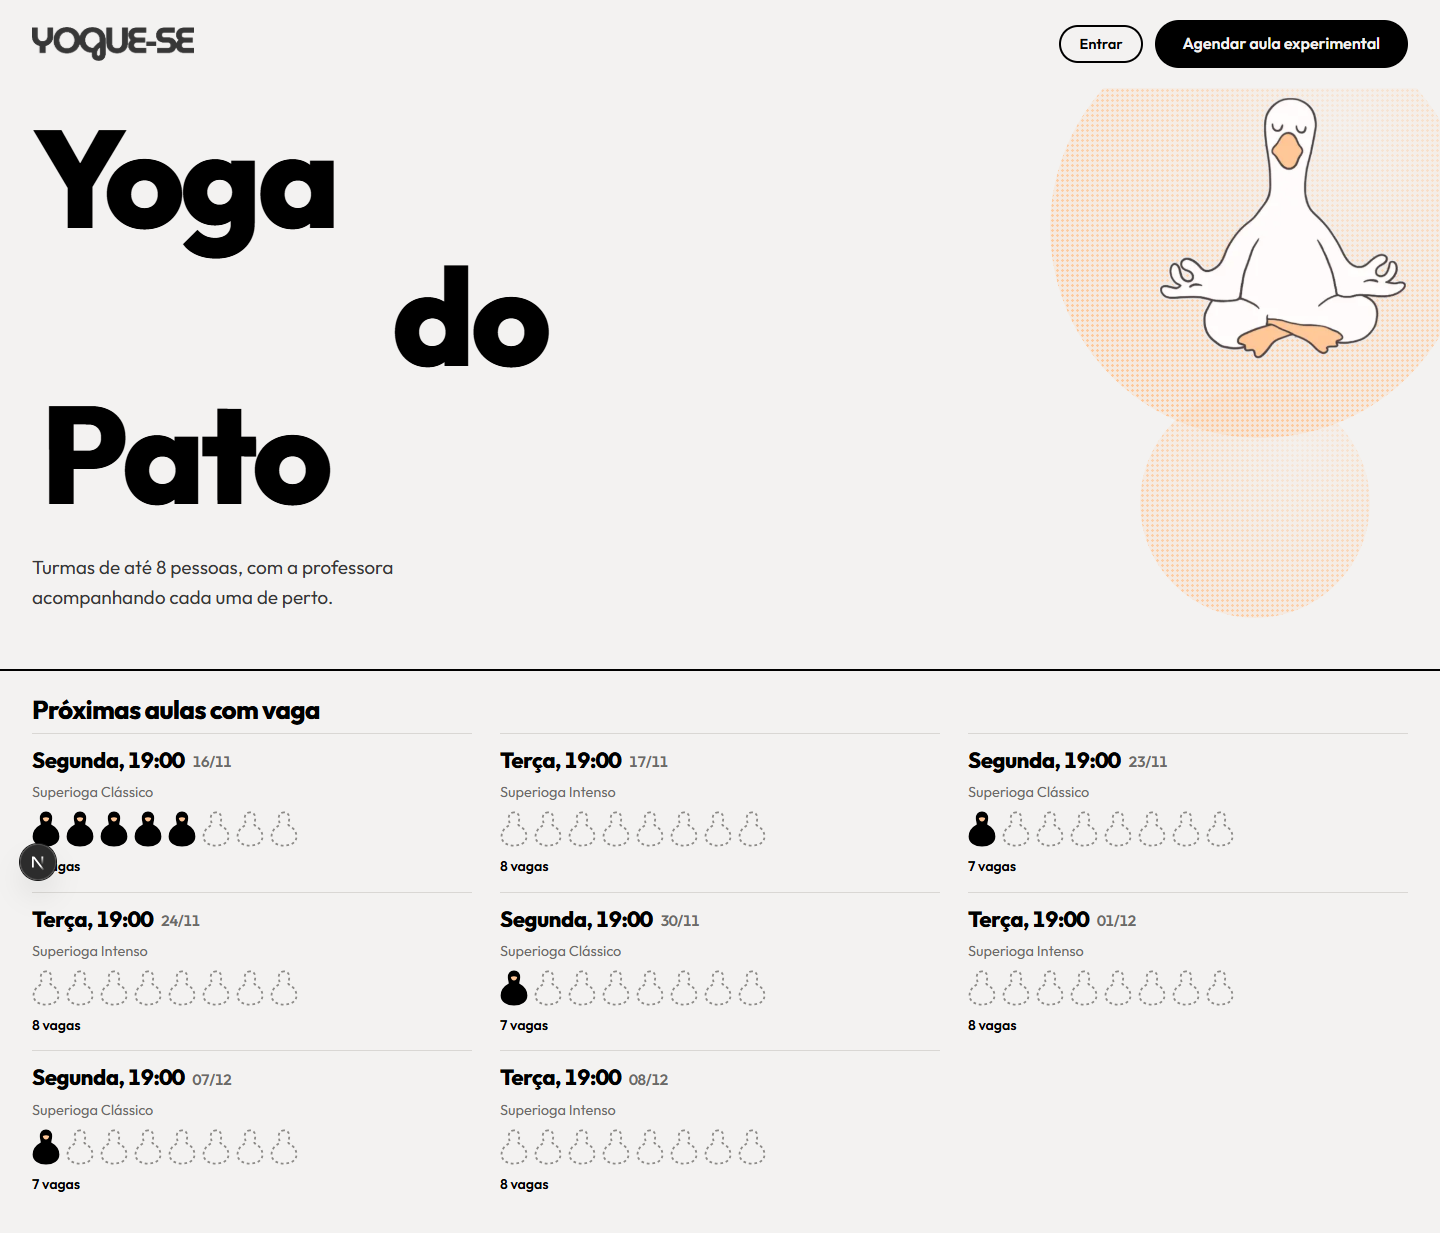 YOQUE-SE
Entrar
Agendar aula experimental
Yoga
do
Pato
Turmas de até 8 pessoas, com a professora
acompanhando cada uma de perto.
Próximas aulas com vaga
Segunda, 19:00 16/11
Superioga Clássico
agas
Terça, 19:00 17/11
Superioga Intenso
8 vagas
Segunda, 19:00 23/11
Superioga Clássico
7 vagas
Terça, 19:00 24/11
Superioga Intenso
8 vagas
Segunda, 19:00 30/11
Superioga Clássico
7 vagas
Terça, 19:00 01/12
Superioga Intenso
8 vagas
Segunda, 19:00 07/12
Superioga Clássico
7 vagas
Terça, 19:00 08/12
Superioga Intenso
8 vagas